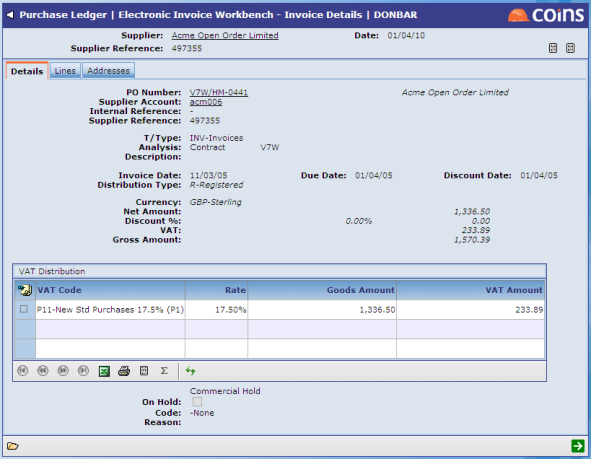 Purchase Ledger | Electronic Invoice Workbench - Invoice Details | DONBAR COINS
Supplier: Acme Open Order Limited Date: 01/04/10
Supplier Reference: 497355
Details Lines Addresses
PO Number: V7W/HM-0441 Acme Open Order Limited
Supplier Account: acm006
Internal Reference: -
Supplier Reference: 497355
T/Type: INV-Invoices
Analysis: Contract V7W
Description:
Invoice Date: 11/03/05 Due Date: 01/04/05 Discount Date: 01/04/05
Distribution Type: R-Registered
Currency: GBP-Sterling
Net Amount: 1,336.50
Discount %: 0.00% 0.00
VAT: 233.89
Gross Amount: 1,570.39
VAT Distribution
VAT Code Rate Goods Amount VAT Amount
P11-New Std Purchases 17.5% (P1) 17.50% 1,336.50 233.89
Σ
Commercial Hold
On Hold:
Code: -None
Reason: